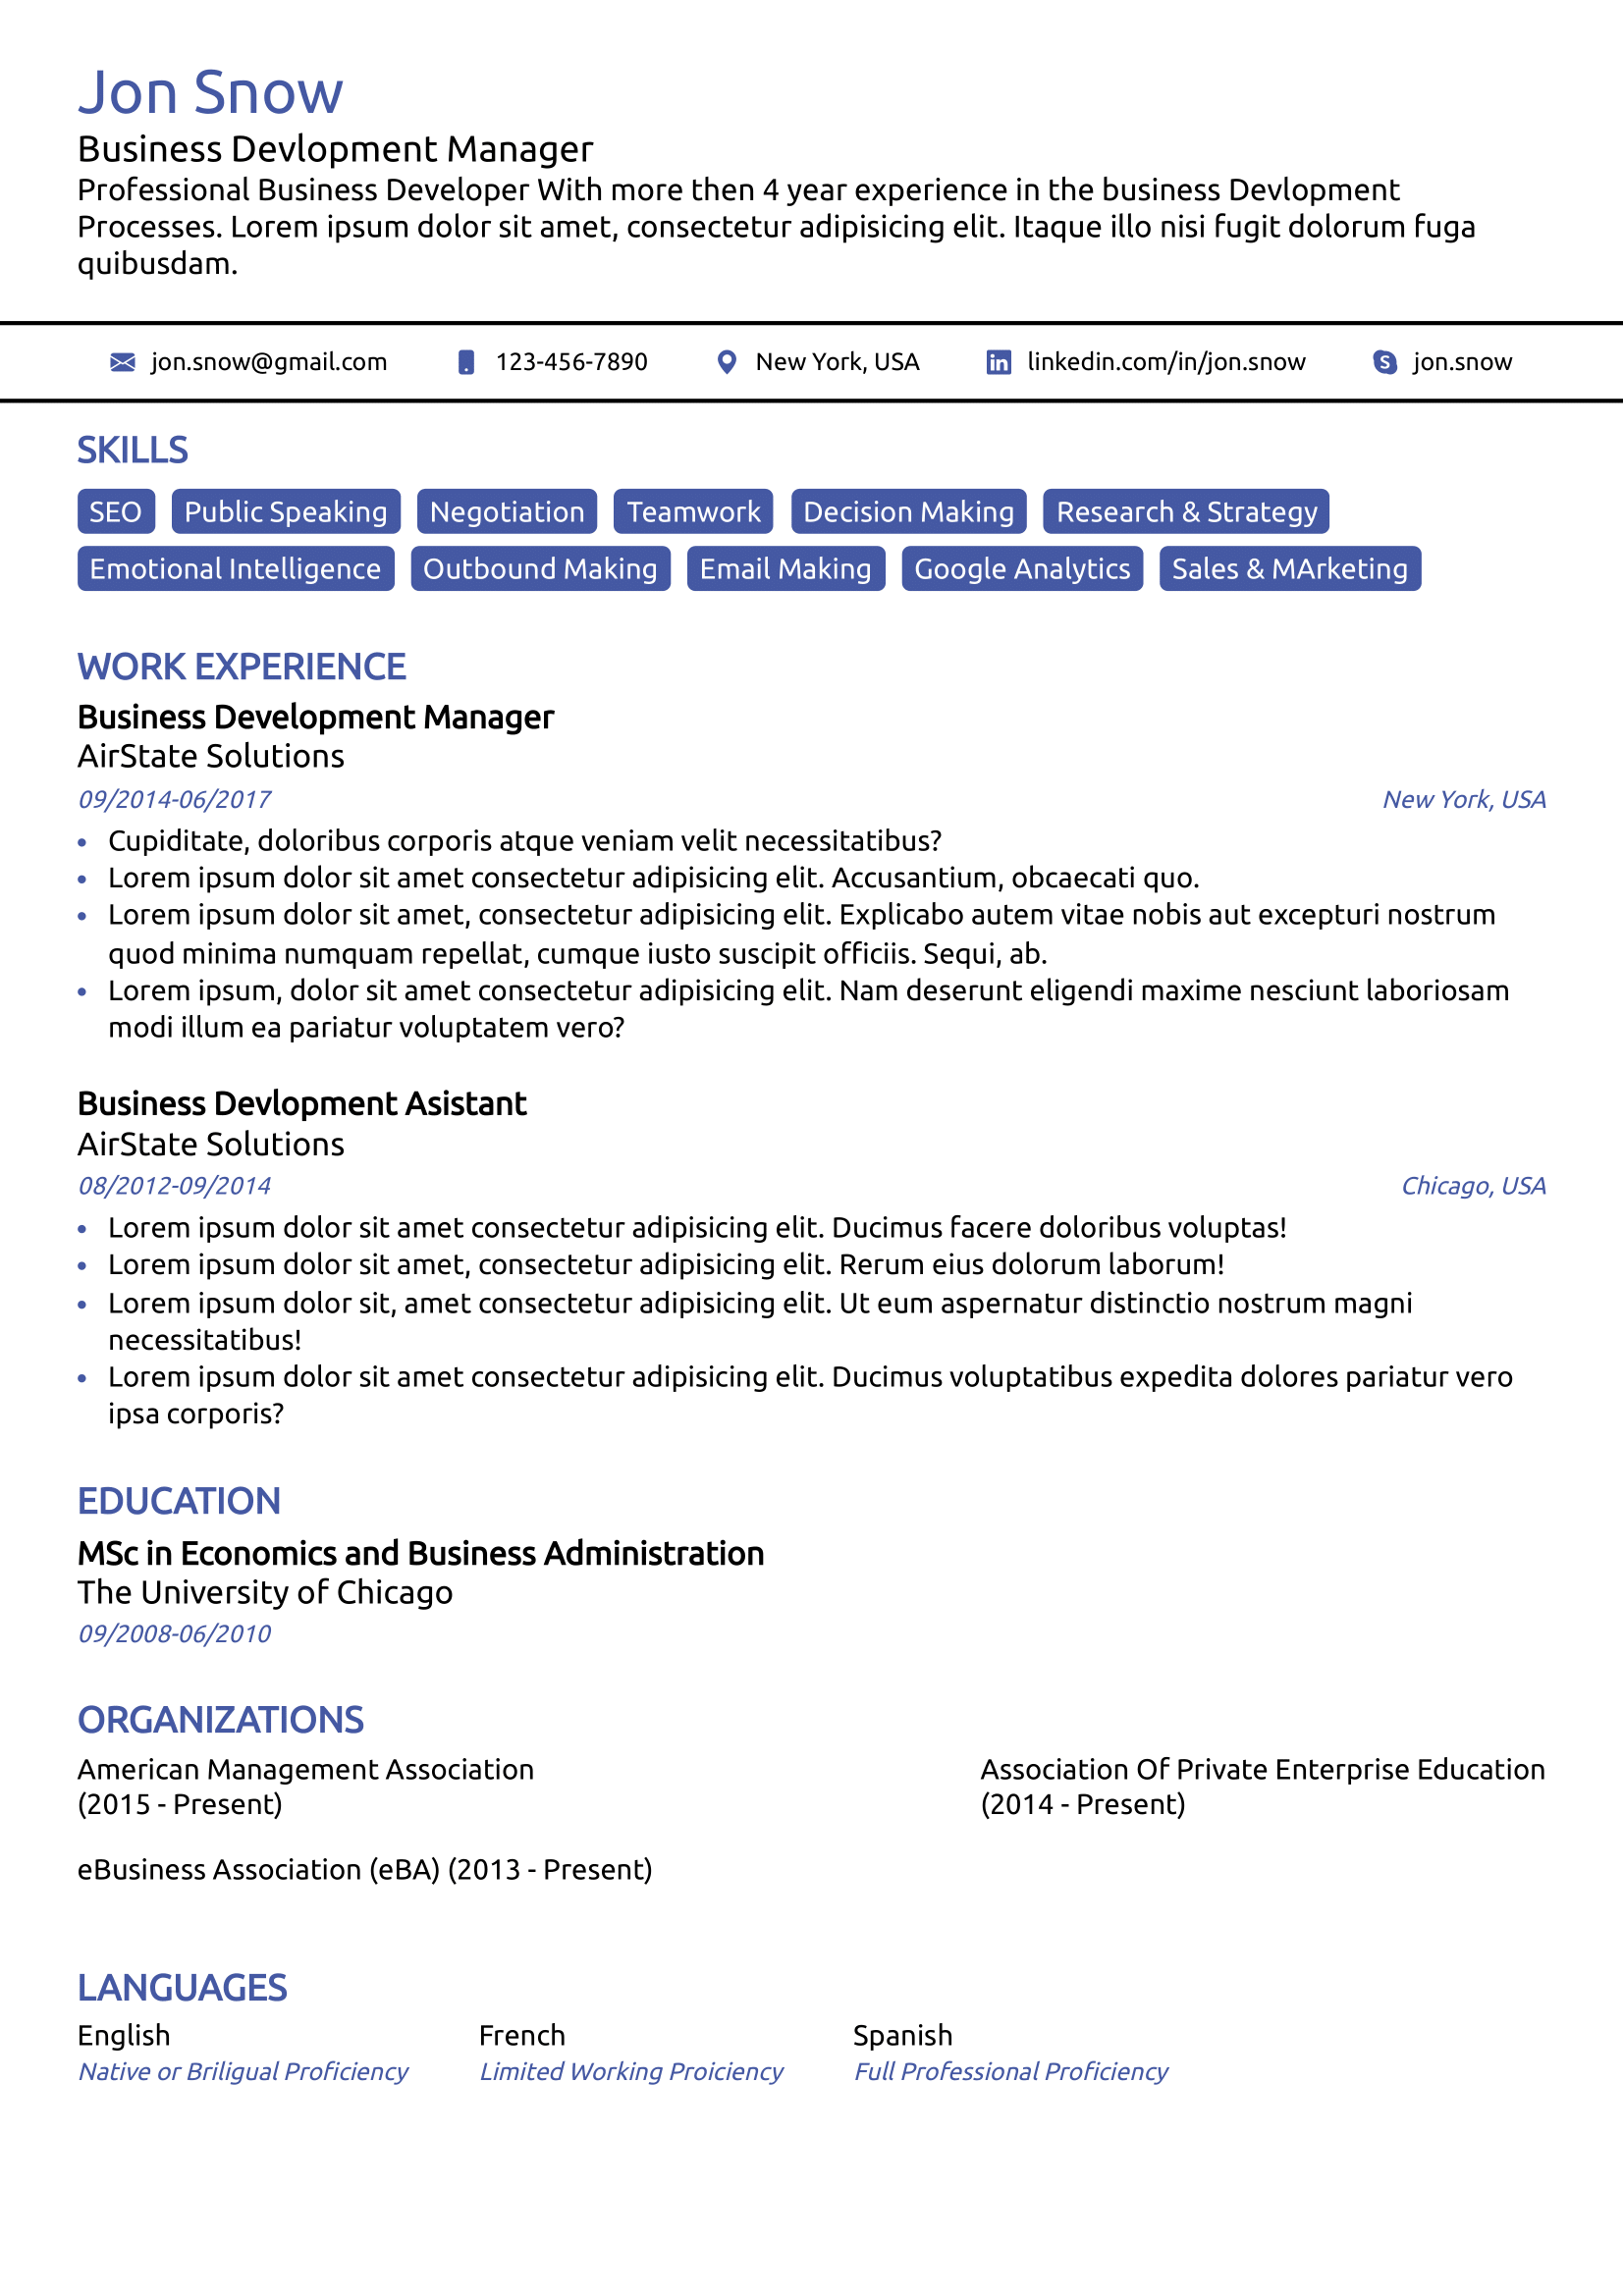 Jon Snow
Business Devlopment Manager
Professional Business Developer With more then 4 year experience in the business Devlopment
Processes. Lorem ipsum dolor sit amet, consectetur adipisicing elit. Itaque illo nisi fugit dolorum fuga
quibusdam.
jon.snow@gmail.com 123-456-7890 New York, USA linkedin.com/in/jon.snow jon.snow
SKILLS
SEO Public Speaking Negotiation Teamwork Decision Making Research & Strategy
Emotional Intelligence Outbound Making Email Making Google Analytics Sales & MArketing
WORK EXPERIENCE
Business Development Manager
AirState Solutions
09/2014-06/2017 New York, USA
• Cupiditate, doloribus corporis atque veniam velit necessitatibus?
• Lorem ipsum dolor sit amet consectetur adipisicing elit. Accusantium, obcaecati quo.
• Lorem ipsum dolor sit amet, consectetur adipisicing elit. Explicabo autem vitae nobis aut excepturi nostrum
quod minima numquam repellat, cumque iusto suscipit officiis. Sequi, ab.
• Lorem ipsum, dolor sit amet consectetur adipisicing elit. Nam deserunt eligendi maxime nesciunt laboriosam
modi illum ea pariatur voluptatem vero?
Business Devlopment Asistant
AirState Solutions
08/2012-09/2014 Chicago, USA
• Lorem ipsum dolor sit amet consectetur adipisicing elit. Ducimus facere doloribus voluptas!
• Lorem ipsum dolor sit amet, consectetur adipisicing elit. Rerum eius dolorum laborum!
• Lorem ipsum dolor sit, amet consectetur adipisicing elit. Ut eum aspernatur distinctio nostrum magni
necessitatibus!
• Lorem ipsum dolor sit amet consectetur adipisicing elit. Ducimus voluptatibus expedita dolores pariatur vero
ipsa corporis?
EDUCATION
MSc in Economics and Business Administration
The University of Chicago
09/2008-06/2010
ORGANIZATIONS
American Management Association Association Of Private Enterprise Education
(2015 - Present) (2014 - Present)
eBusiness Association (eBA) (2013 - Present)
LANGUAGES
English French Spanish
Native or Briligual Proficiency Limited Working Proiciency Full Professional Proficiency